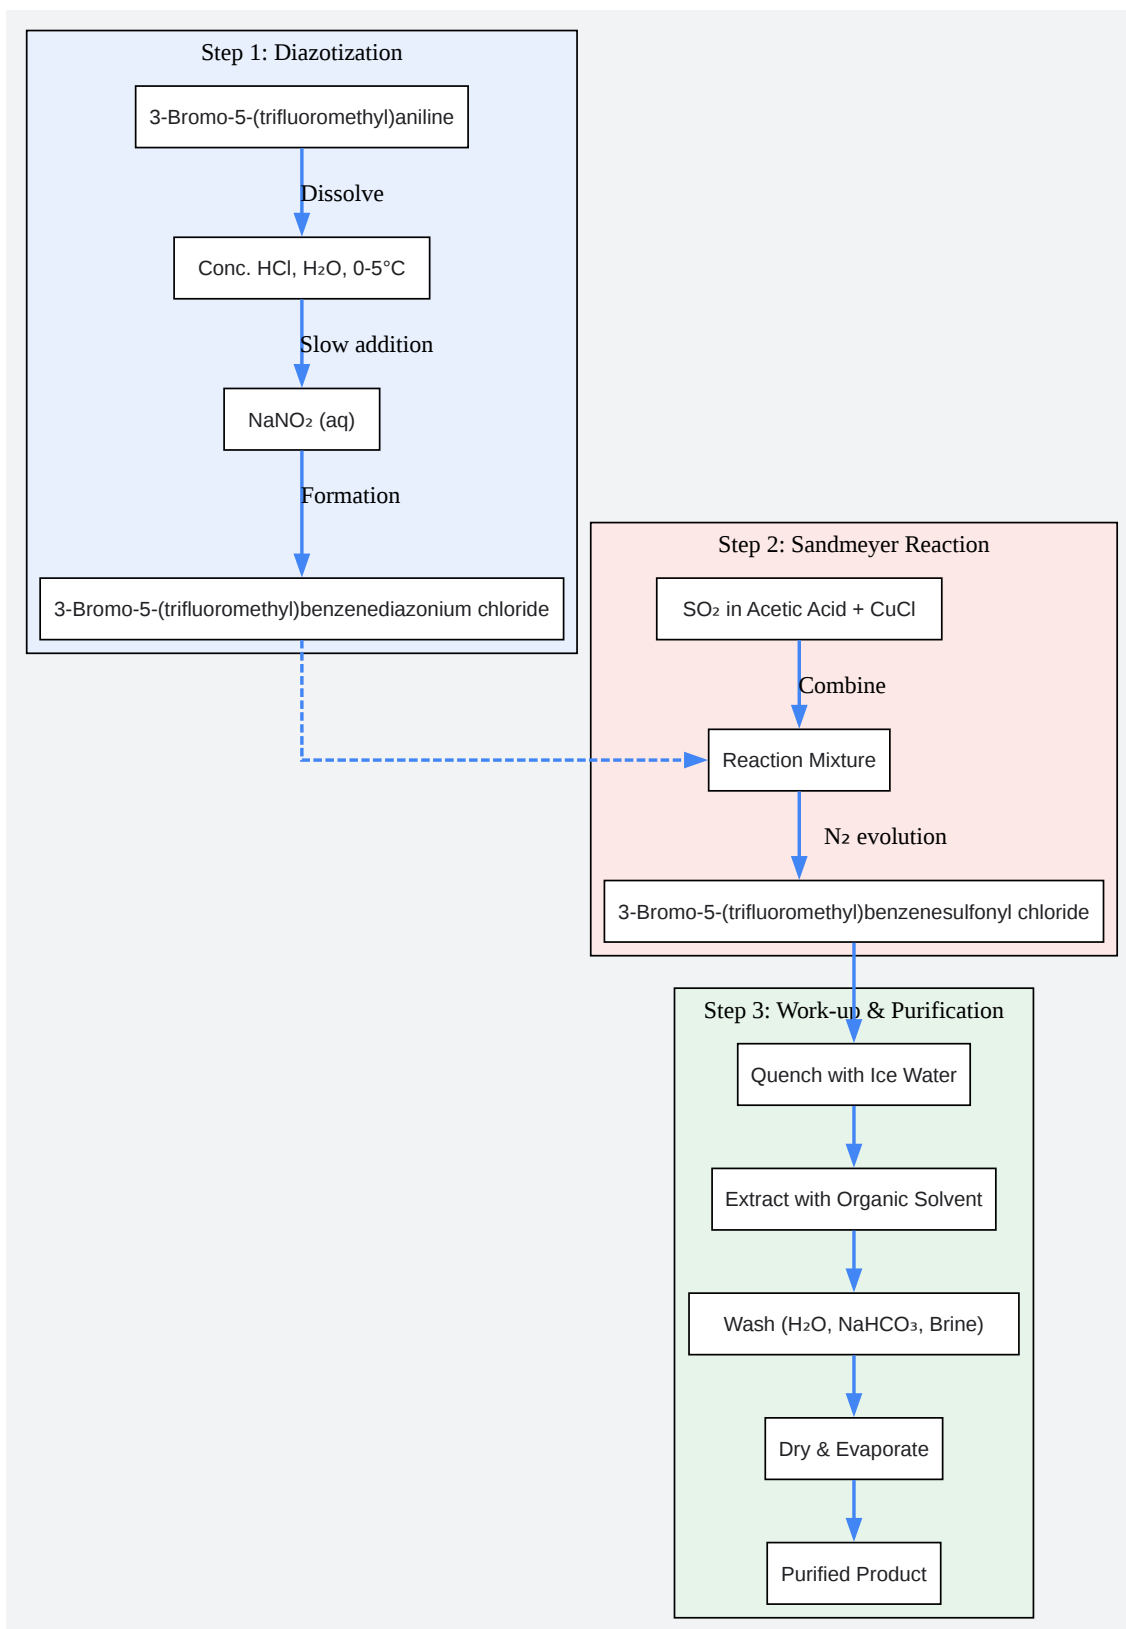 Step 1: Diazotization
3-Bromo-5-(trifluoromethyl)aniline
Dissolve
Conc. HCl, H₂O, 0-5°C
Slow addition
NaNO₂ (aq)
Formation
3-Bromo-5-(trifluoromethyl)benzenediazonium chloride
Step 2: Sandmeyer Reaction
SO₂ in Acetic Acid + CuCl
Combine
Reaction Mixture
N₂ evolution
3-Bromo-5-(trifluoromethyl)benzenesulfonyl chloride
Step 3: Work-up & Purification
Quench with Ice Water
Extract with Organic Solvent
Wash (H₂O, NaHCO₃, Brine)
Dry & Evaporate
Purified Product